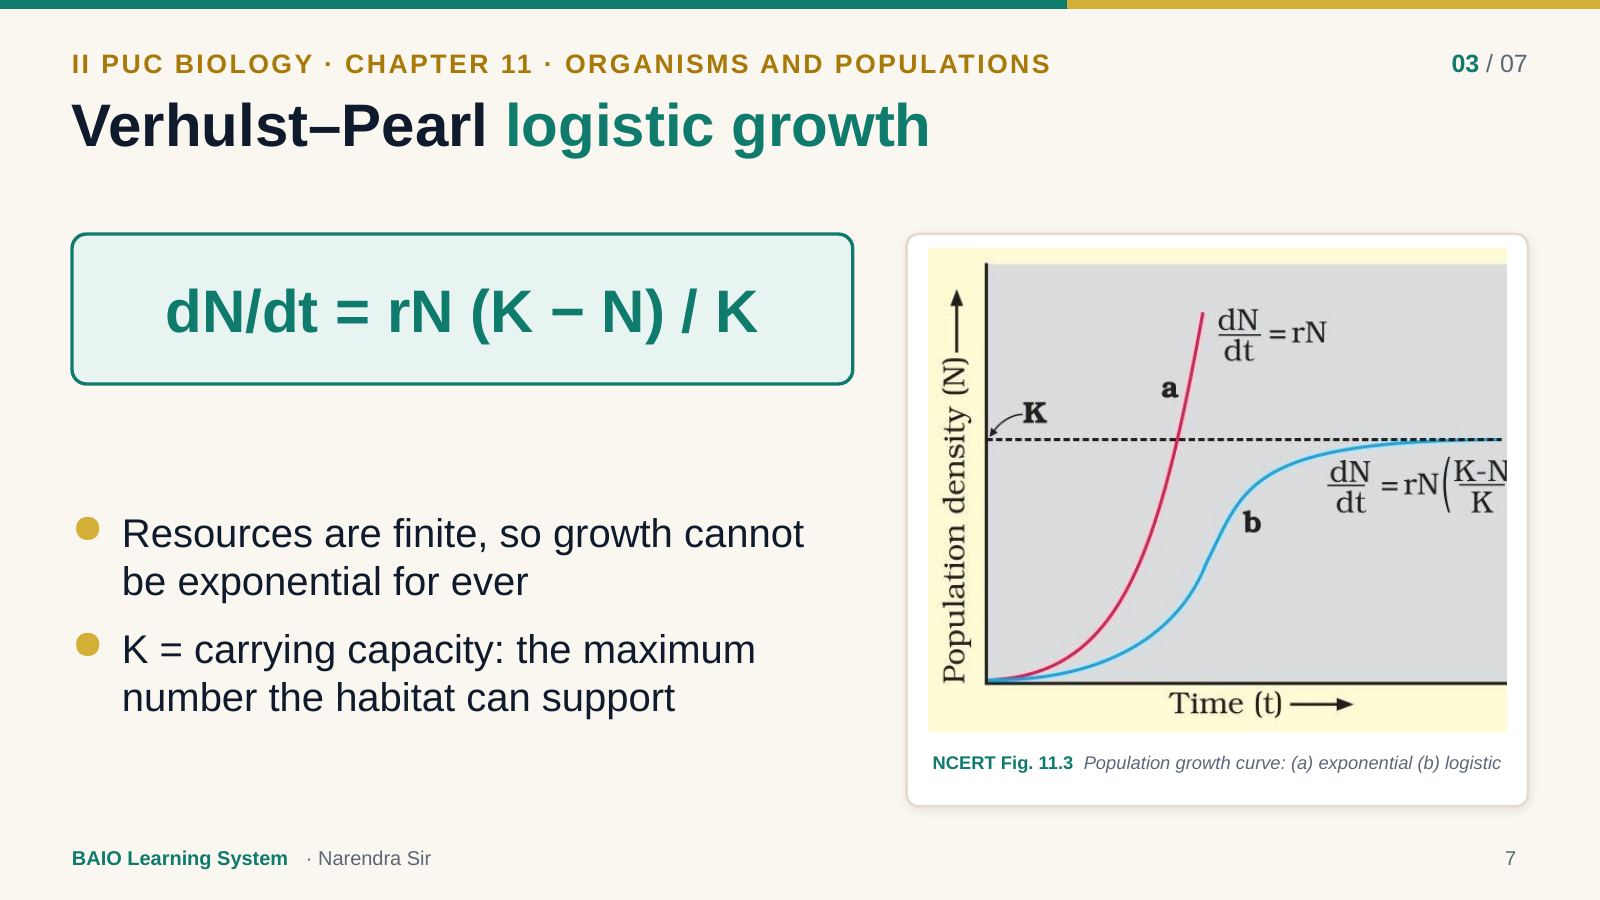 II PUC BIOLOGY · CHAPTER 11 · ORGANISMS AND POPULATIONS
03 / 07
Verhulst–Pearl logistic growth
dN/dt = rN (K − N) / K
Resources are finite, so growth cannot
be exponential for ever
K = carrying capacity: the maximum
number the habitat can support
Population density (N)
dN/dt = rN
a
K
dN/dt = rN(K-N/K
b
Time (t)
NCERT Fig. 11.3 Population growth curve: (a) exponential (b) logistic
BAIO Learning System · Narendra Sir
7